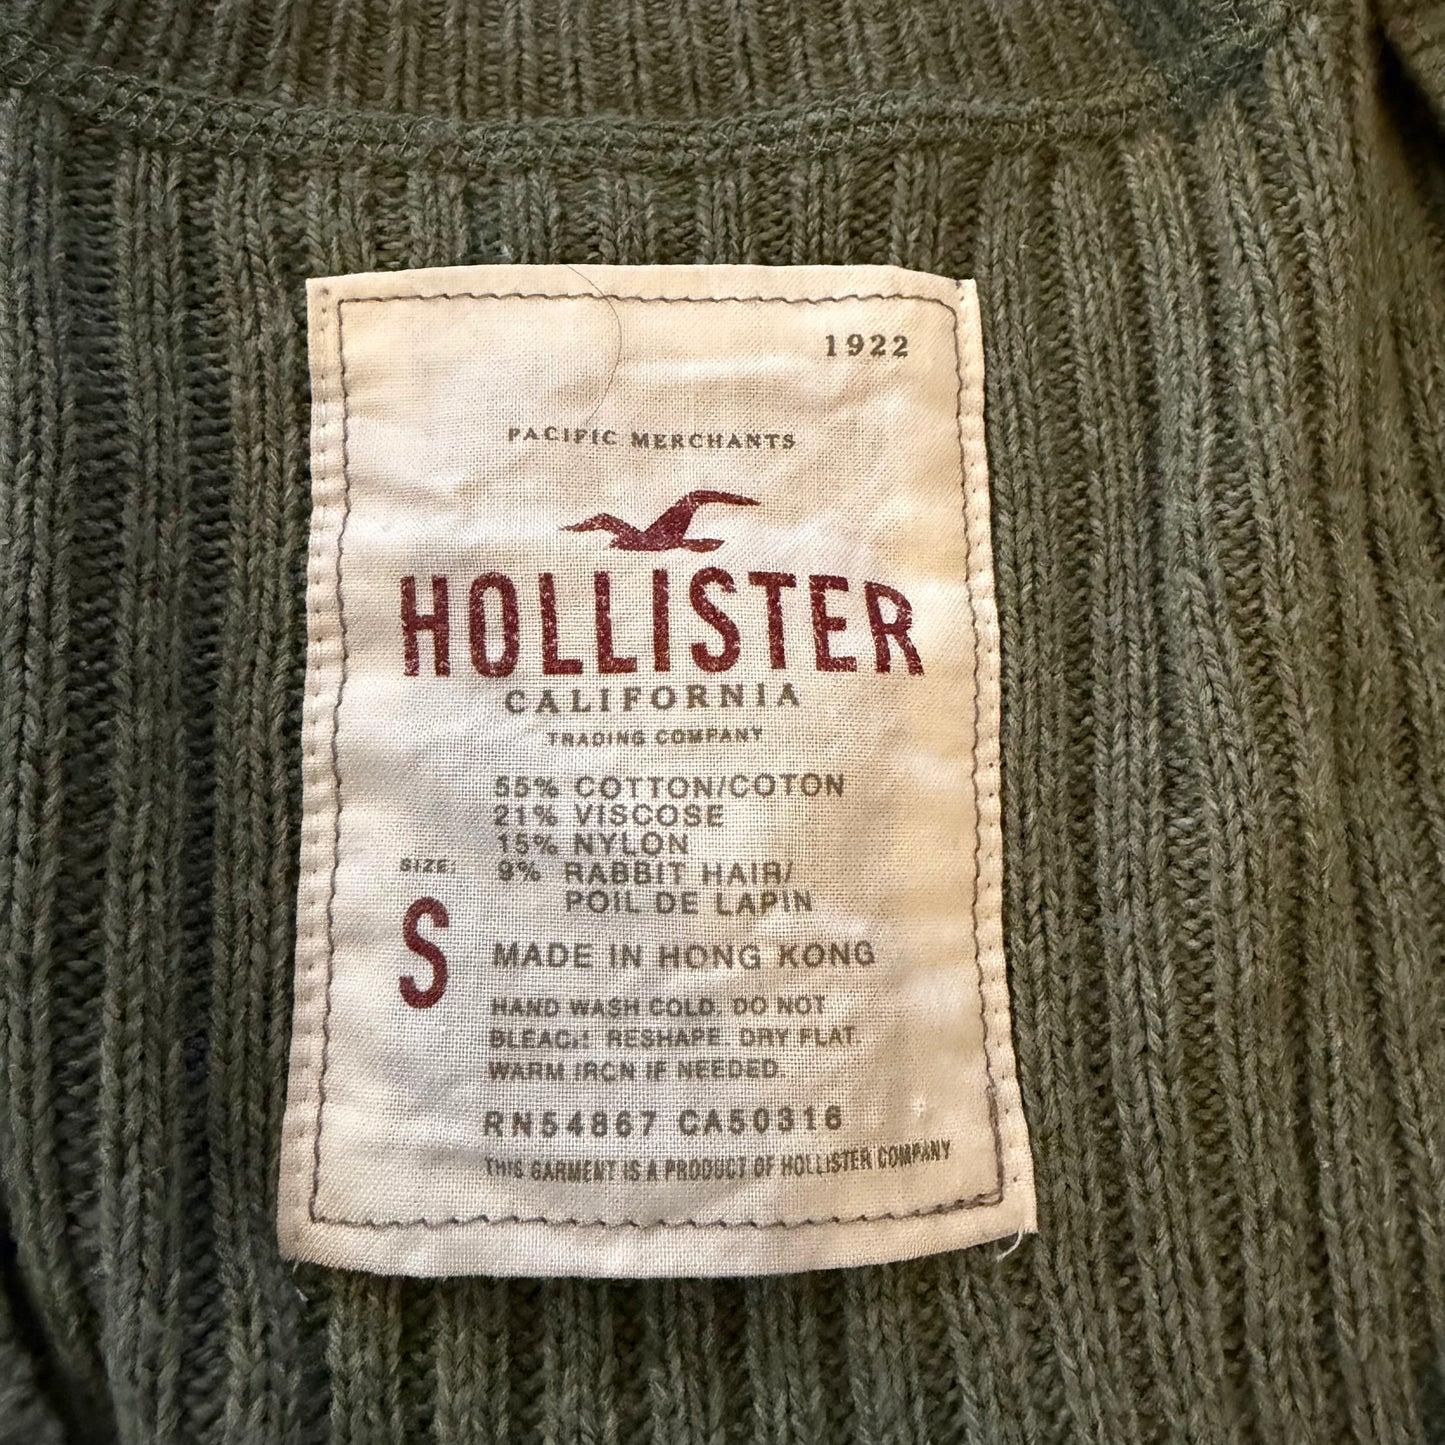 1922
PACIFIC MERCHANTS
HOLLISTER
CALIFORNIA
TRADING COMPANY
55% COTTON/COTON
21% VISCOSE
15% NYLON
SIZE: 9% RABBIT HAIR/
POIL DE LAPIN
S
MADE IN HONG KONG
HAND WASH COLD. DO NOT
BLEACH. RESHAPE. DRY FLAT.
WARM IRON IF NEEDED.
RN54867 CA50316
THIS GARMENT IS A PRODUCT OF HOLLISTER COMPANY